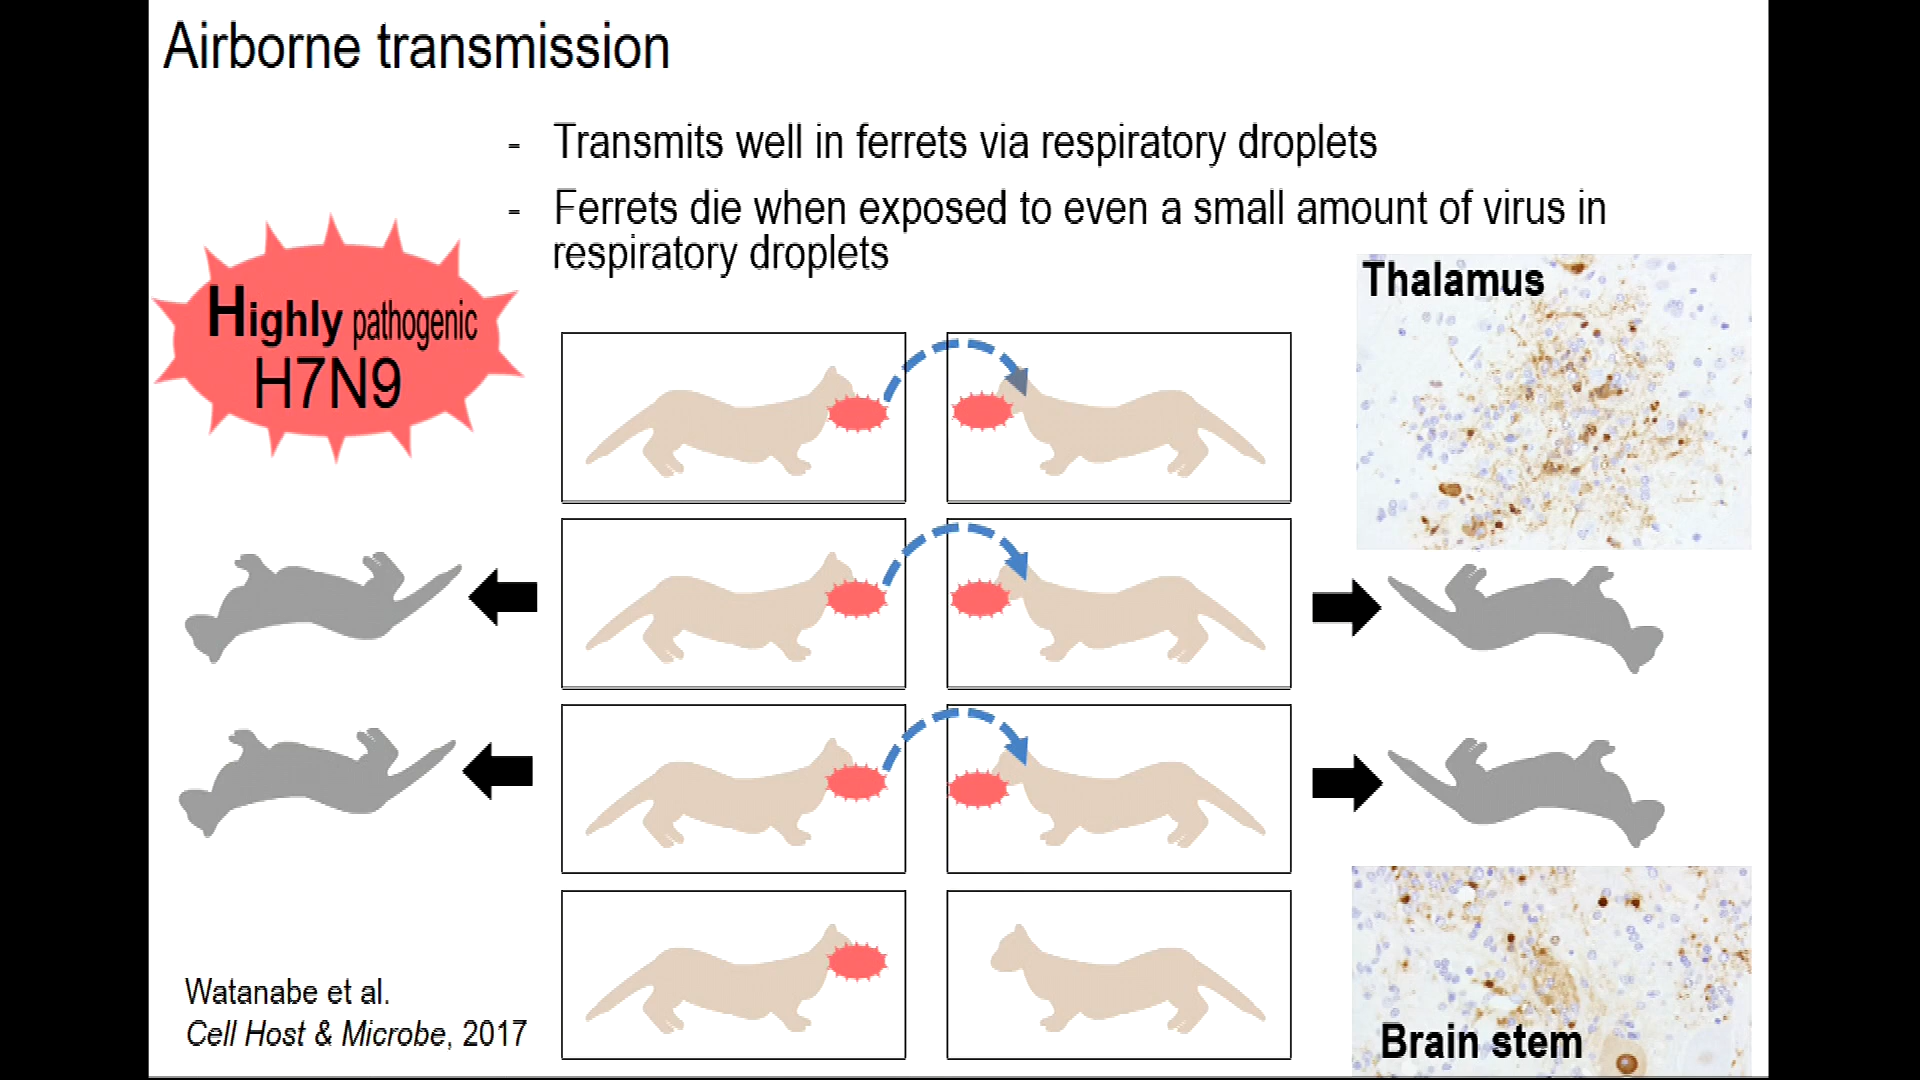 Airborne transmission
- Transmits well in ferrets via respiratory droplets
- Ferrets die when exposed to even a small amount of virus in
respiratory droplets
Highly pathogenic
H7N9
Thalamus
Watanabe et al.
Cell Host & Microbe, 2017
Brain stem